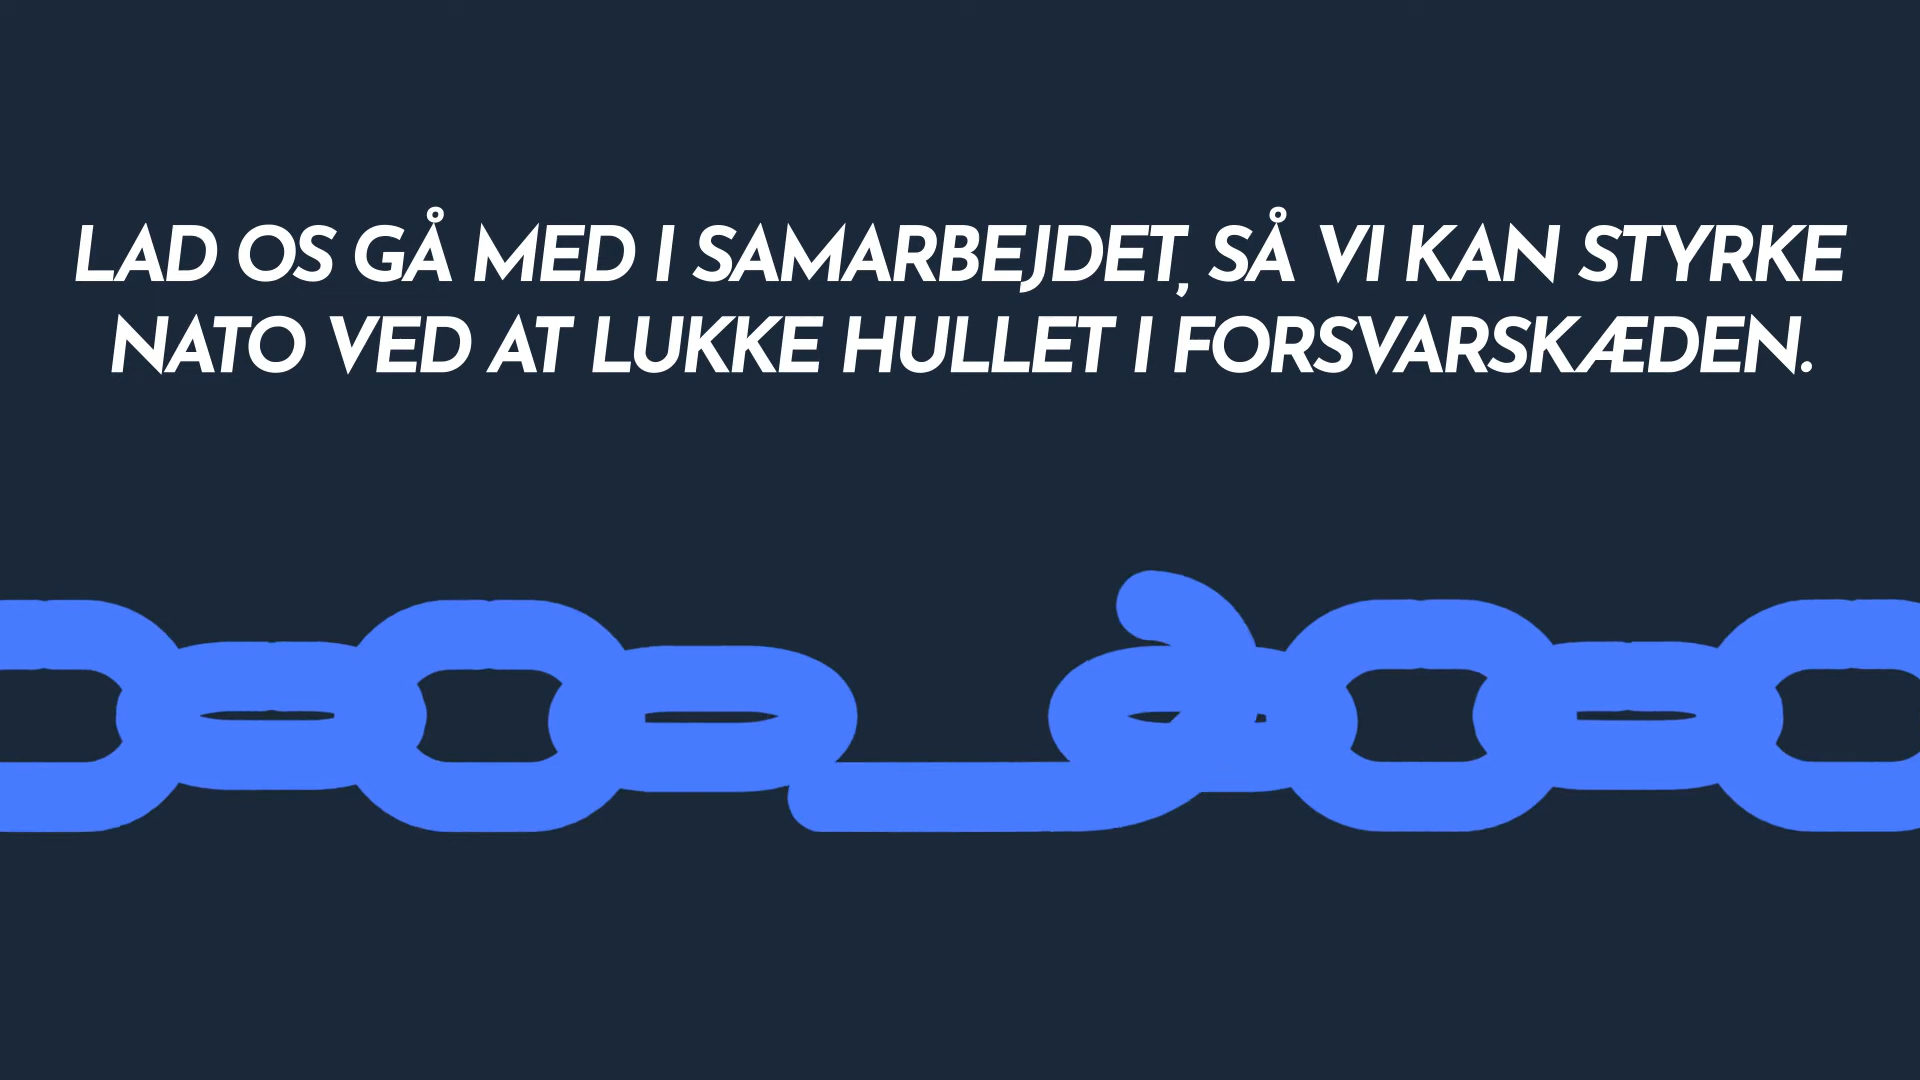 LAD OS GÅ MED I SAMARBEJDET, SÅ VI KAN STYRKE
NATO VED AT LUKKE HULLET I FORSVARSKÆDEN.